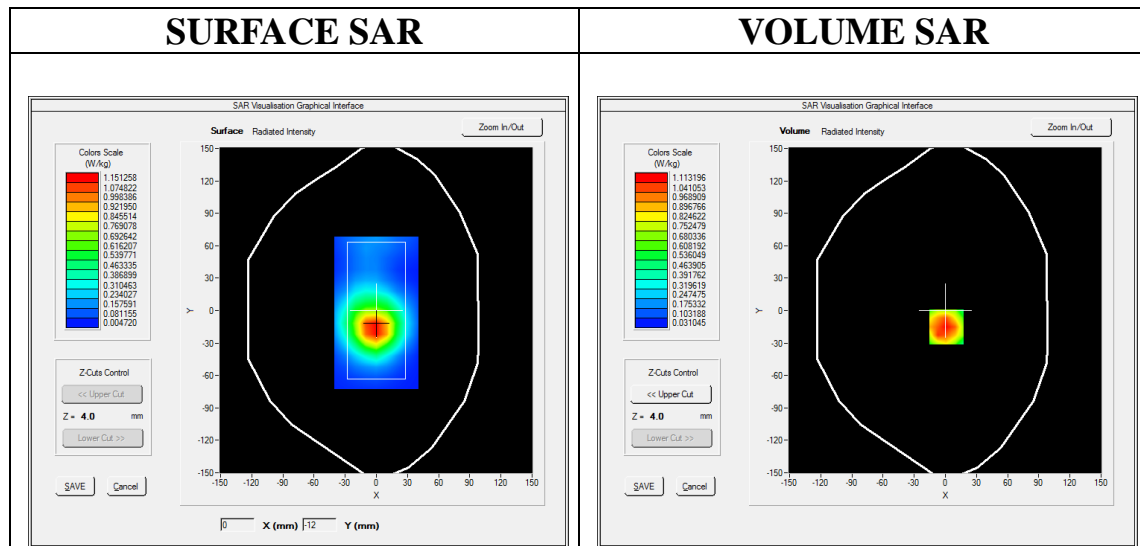 SURFACE SAR
VOLUME SAR
SAR Visualisation Graphical Interface
Surface Radiated Intensity
Zoom In/Out
Colors Scale
(W/kg)
1.151258
1.074822
0.998386
0.921950
0.845514
0.769078
0.692642
0.616207
0.539771
0.463335
0.386899
0.310463
0.234027
0.157591
0.081155
0.004720
Z-Cuts Control
<< Upper Cut
Z = 4.0 mm
Lower Cut >>
SAVE
Cancel
150
120
90
60
30
0
-30
-60
-90
-120
-150
Y
-150 -120 -90 -60 -30 0 30 60 90 120 150
X
0 X (mm) -12 Y (mm)
SAR Visualisation Graphical Interface
Volume Radiated Intensity
Zoom In/Out
Colors Scale
(W/kg)
1.113196
1.041053
0.968909
0.896766
0.824622
0.752479
0.680336
0.608192
0.536049
0.463905
0.391762
0.319619
0.247475
0.175332
0.103188
0.031045
Z-Cuts Control
<< Upper Cut
Z = 4.0 mm
Lower Cut >>
SAVE
Cancel
150
120
90
60
30
0
-30
-60
-90
-120
-150
Y
-150 -120 -90 -60 -30 0 30 60 90 120 150
X